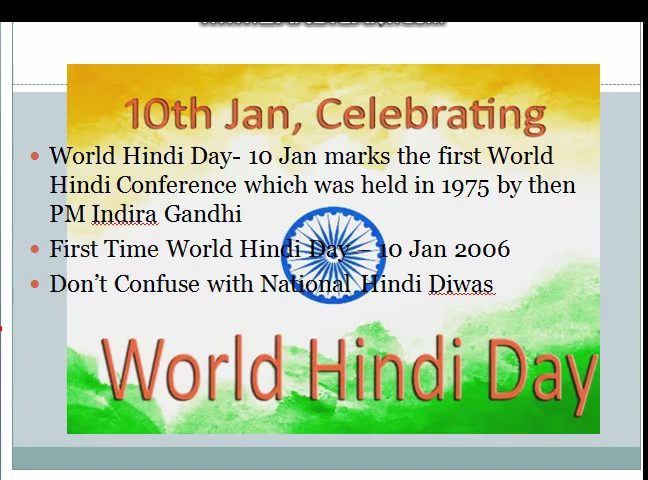 10th Jan, Celebrating
• World Hindi Day- 10 Jan marks the first World
Hindi Conference which was held in 1975 by then
PM Indira Gandhi
• First Time World Hindi Day – 10 Jan 2006
• Don’t Confuse with National Hindi Diwas
World Hindi Day